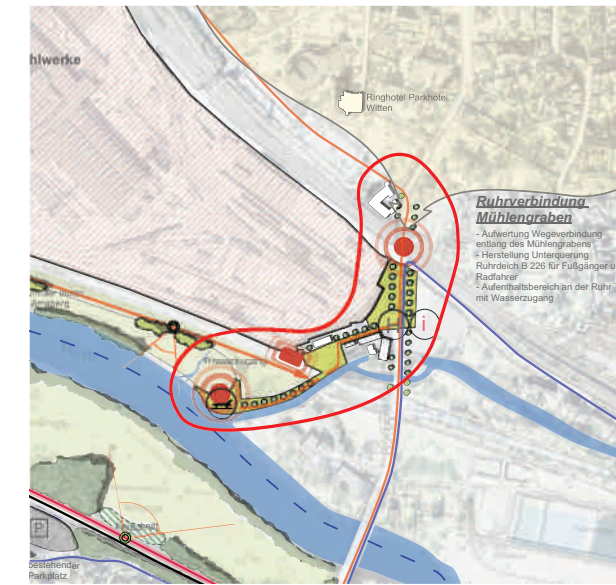 hlwerke
Ringhotel Parkhotel
Witten
Ruhrverbindung
Mühlengraben
- Aufwertung Wegeverbindung
entlang des Mühlengrabens
- Herstellung Unterquerung
Ruhrdeich B 226 für Fußgänger u
Radfahrer
- Aufenthaltsbereich an der Ruhr
mit Wasserzugang
H
i
P
bestehender
Parkplatz